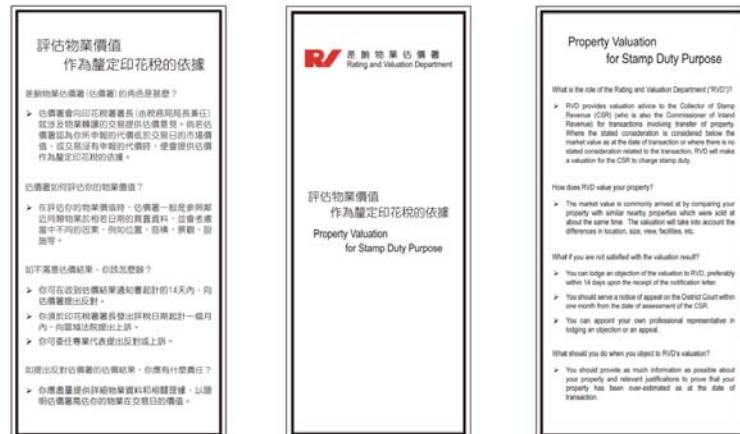 評估物業價值
作為釐定印花稅的依據
差餉物業估價署(估價署)的角色是甚麼？
➤ 估價署會向印花稅署署長(由稅務局局長兼任)
就涉及物業轉讓的交易提供估價意見。倘若估
價署認為你所申報的代價低於交易日的市場價
值，或交易沒有申報的代價時，便會提供估價
作為釐定印花稅的依據。
估價署如何評估你的物業價值？
➤ 在評估你的物業價值時，估價署一般是參照鄰
近同類物業於相若日期的買賣資料，並會考慮
當中不同的因素，例如位置、面積、景觀、設
施等。
如不滿意估價結果，你該怎麼辦？
➤ 你可在收到估價結果通知書起計的14天內，向
估價署提出反對。
➤ 你須於印花稅署署長發出評稅日期起計一個月
內，向區域法院提出上訴。
➤ 你可委任專業代表提出反對或上訴。
如提出反對估價署的估價結果，你應有什麼責任？
➤ 你應盡量提供詳細物業資料和相關理據，以證
明估價署高估你的物業在交易日的價值。
差餉物業估價署
Rating and Valuation Department
評估物業價值
作為釐定印花稅的依據
Property Valuation
for Stamp Duty Purpose
Property Valuation
for Stamp Duty Purpose
What is the role of the Rating and Valuation Department ("RVD")?
➤ RVD provides valuation advice to the Collector of Stamp
Revenue (CSR) (who is also the Commissioner of Inland
Revenue) for transactions involving transfer of property.
Where the stated consideration is considered below the
market value as at the date of transaction or where there is no
stated consideration related to the transaction, RVD will make
a valuation for the CSR to charge stamp duty.
How does RVD value your property?
➤ The market value is commonly arrived at by comparing your
property with similar nearby properties which were sold at
about the same time. The valuation will take into account the
differences in location, size, view, facilities, etc.
What if you are not satisfied with the valuation result?
➤ You can lodge an objection of the valuation to RVD, preferably
within 14 days upon the receipt of the notification letter.
➤ You should serve a notice of appeal on the District Court within
one month from the date of assessment of the CSR.
➤ You can appoint your own professional representative in
lodging an objection or an appeal.
What should you do when you object to RVD's valuation?
➤ You should provide as much information as possible about
your property and relevant justifications to prove that your
property has been over-estimated as at the date of
transaction.